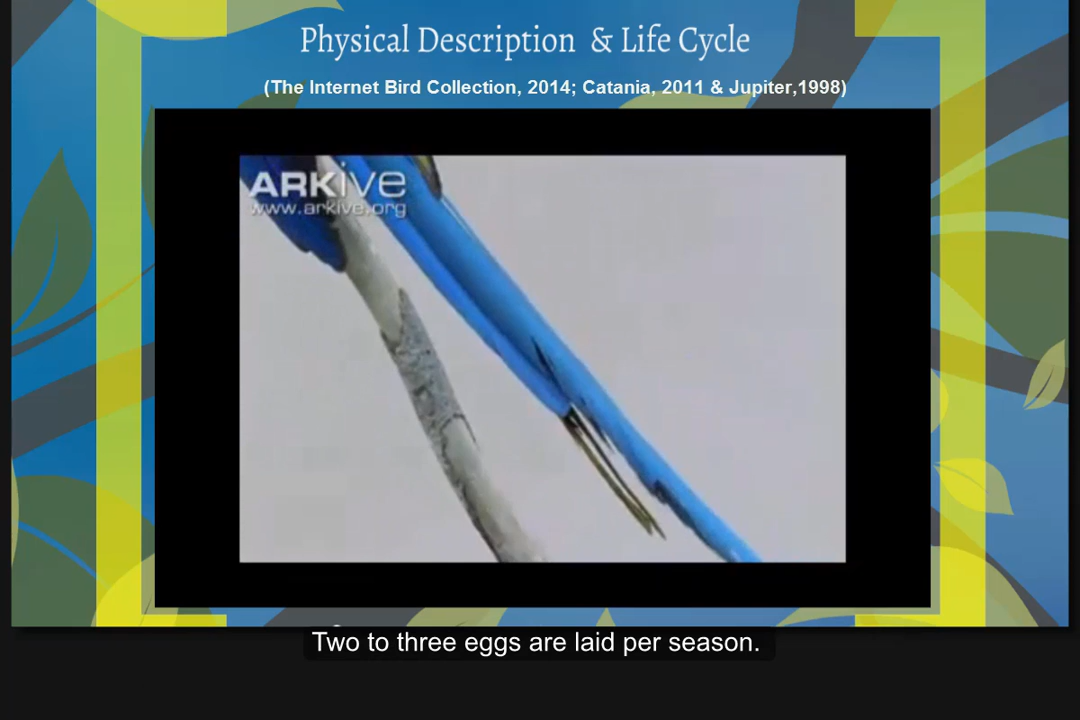 Physical Description & Life Cycle
(The Internet Bird Collection, 2014; Catania, 2011 & Jupiter,1998)
ARKive
www.arkive.org
Two to three eggs are laid per season.